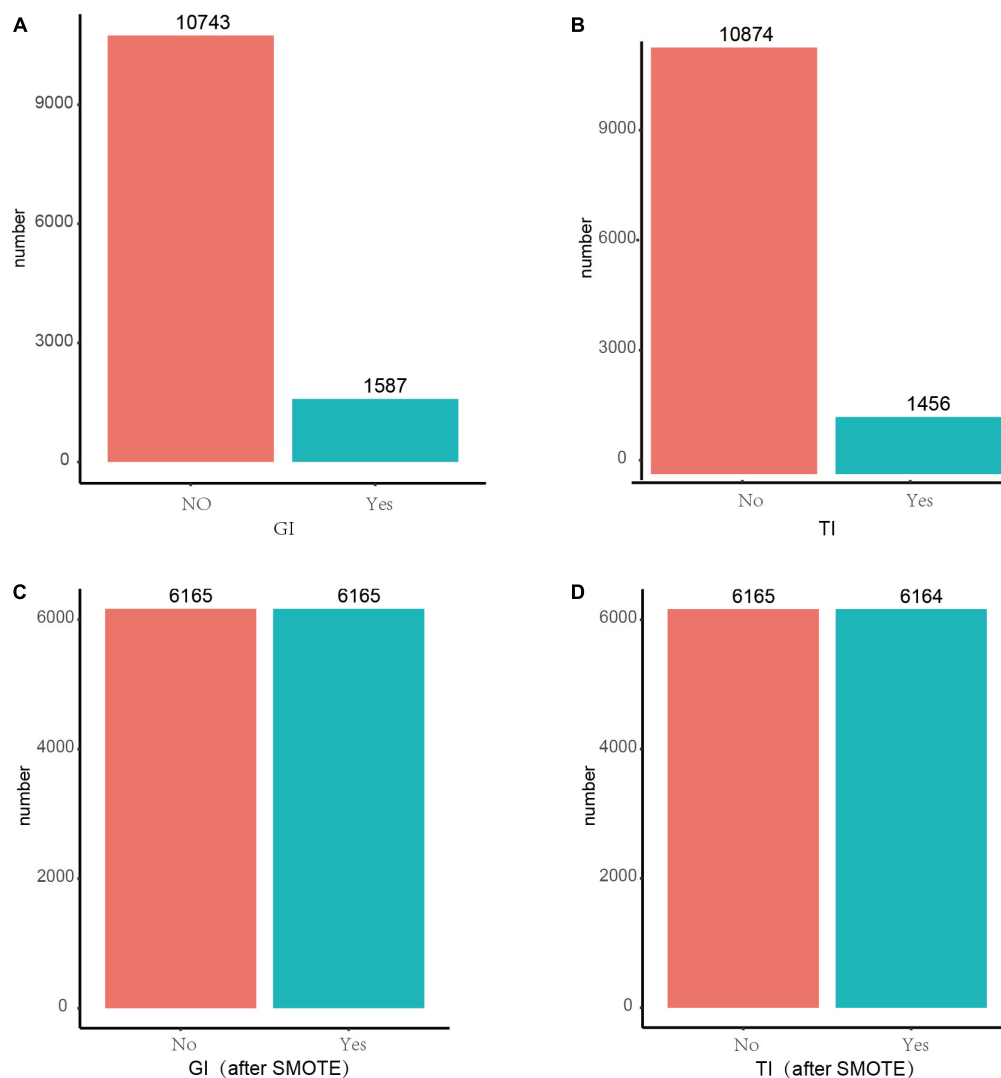 A
10743
9000
6000
3000
0
number
1587
NO
Yes
GI
B
10874
9000
6000
3000
0
number
1456
No
Yes
TI
C
6165
6165
6000
4000
2000
0
number
No
Yes
GI（after SMOTE）
D
6165
6164
6000
4000
2000
0
number
No
Yes
TI（after SMOTE）